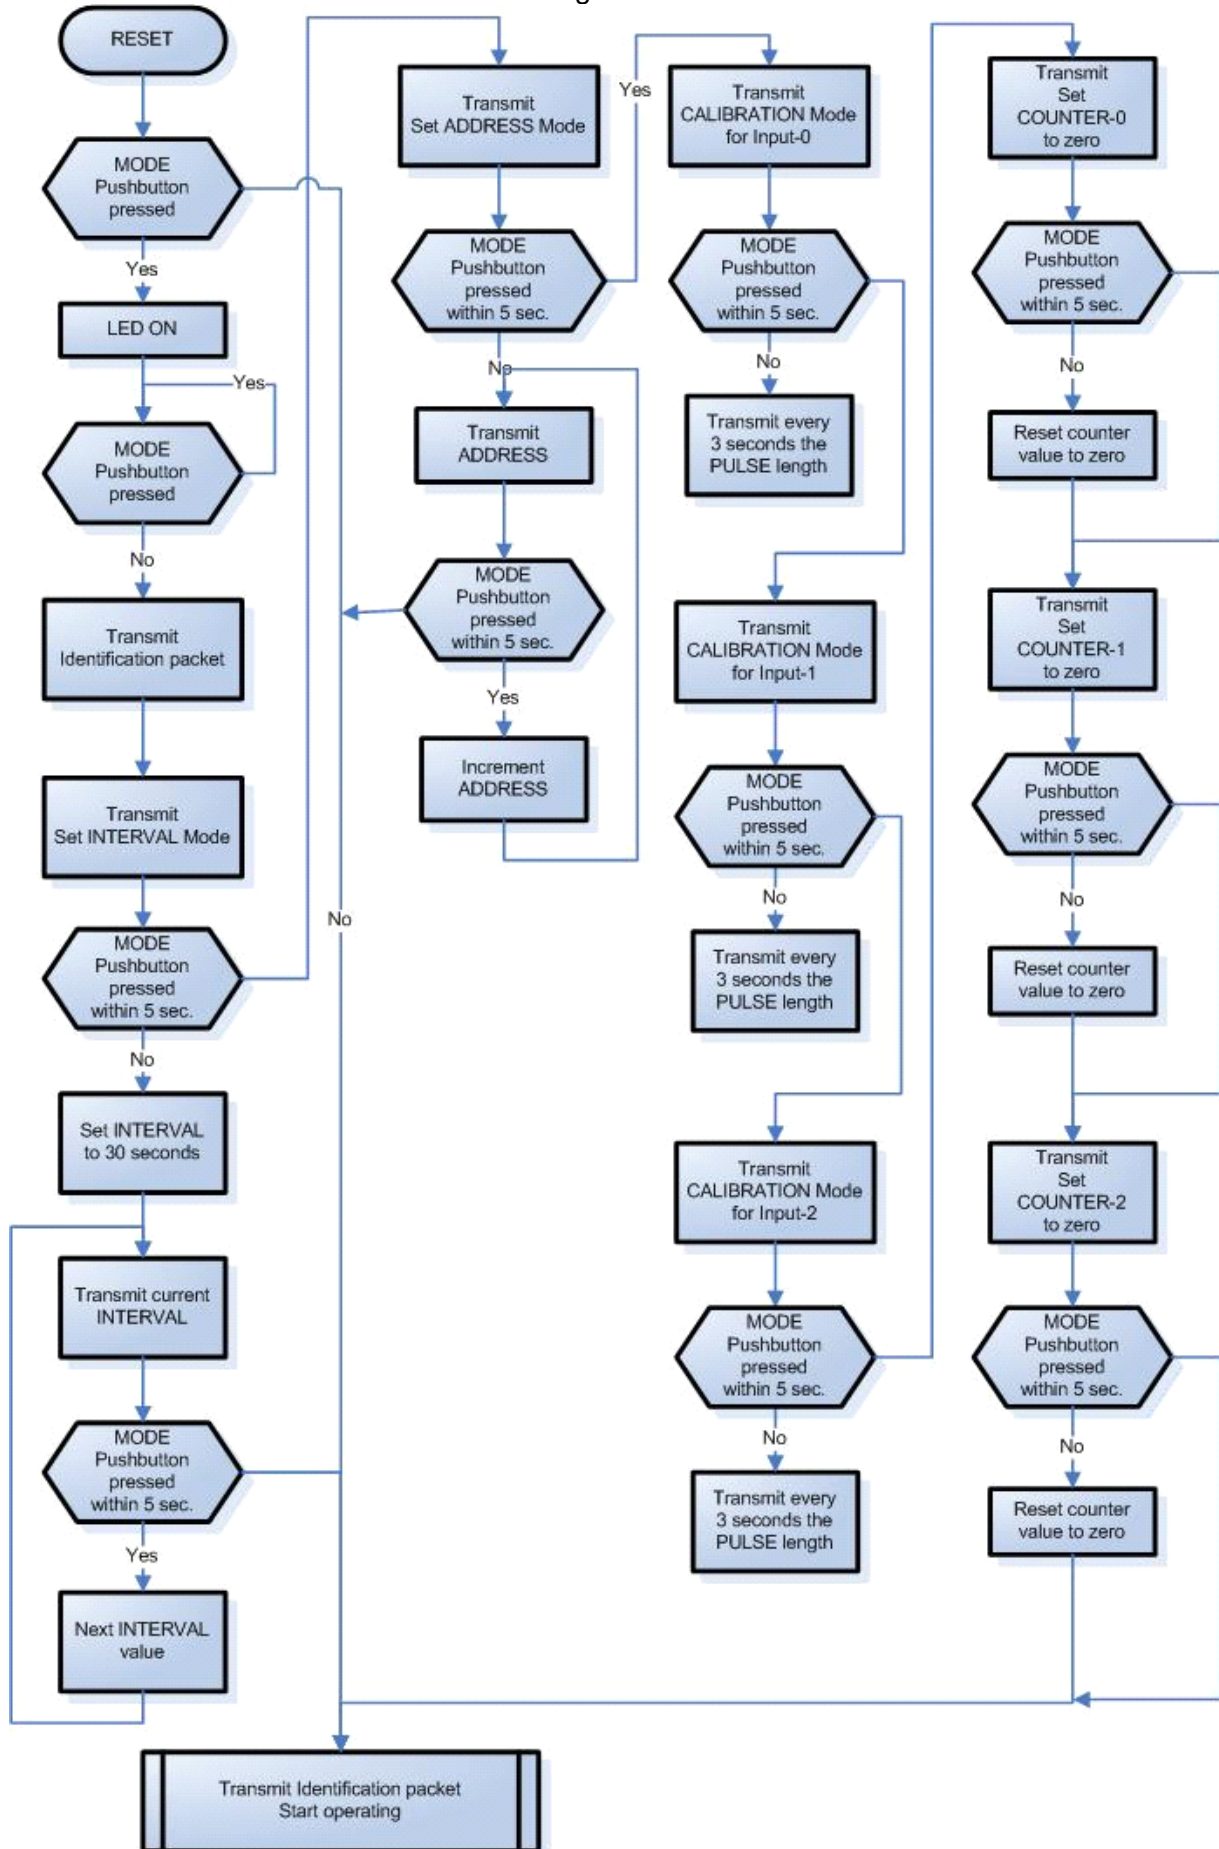 RESET
MODE
Pushbutton
pressed
Yes
LED ON
Yes
MODE
Pushbutton
pressed
No
Transmit
Identification packet
Transmit
Set INTERVAL Mode
MODE
Pushbutton
pressed
within 5 sec.
No
Set INTERVAL
to 30 seconds
Transmit current
INTERVAL
MODE
Pushbutton
pressed
within 5 sec.
Yes
Next INTERVAL
value
No
Transmit
Set ADDRESS Mode
MODE
Pushbutton
pressed
within 5 sec.
Yes
No
Transmit
ADDRESS
MODE
Pushbutton
pressed
within 5 sec.
Yes
Increment
ADDRESS
Transmit
CALIBRATION Mode
for Input-0
MODE
Pushbutton
pressed
within 5 sec.
No
Transmit every
3 seconds the
PULSE length
Transmit
CALIBRATION Mode
for Input-1
MODE
Pushbutton
pressed
within 5 sec.
No
Transmit every
3 seconds the
PULSE length
Transmit
CALIBRATION Mode
for Input-2
MODE
Pushbutton
pressed
within 5 sec.
No
Transmit every
3 seconds the
PULSE length
Transmit
Set
COUNTER-0
to zero
MODE
Pushbutton
pressed
within 5 sec.
No
Reset counter
value to zero
Transmit
Set
COUNTER-1
to zero
MODE
Pushbutton
pressed
within 5 sec.
No
Reset counter
value to zero
Transmit
Set
COUNTER-2
to zero
MODE
Pushbutton
pressed
within 5 sec.
No
Reset counter
value to zero
Transmit Identification packet
Start operating